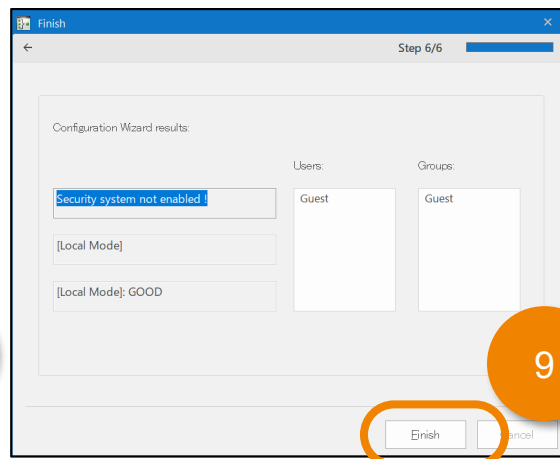 Finish
Step 6/6
Configuration Wizard results:
Users:
Groups:
Security system not enabled !
Guest
Guest
[Local Mode]
[Local Mode]: GOOD
9
Finish